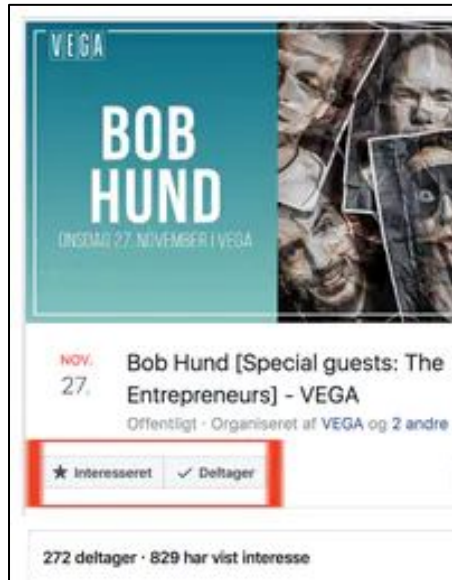 VEGA
BOB
HUND
ONSDAG 27. NOVEMBER I VEGA
NOV.
27.
Bob Hund [Special guests: The
Entrepreneurs] - VEGA
Offentligt · Organiseret af VEGA og 2 andre
★ Interesseret ✓ Deltager
272 deltager · 829 har vist interesse